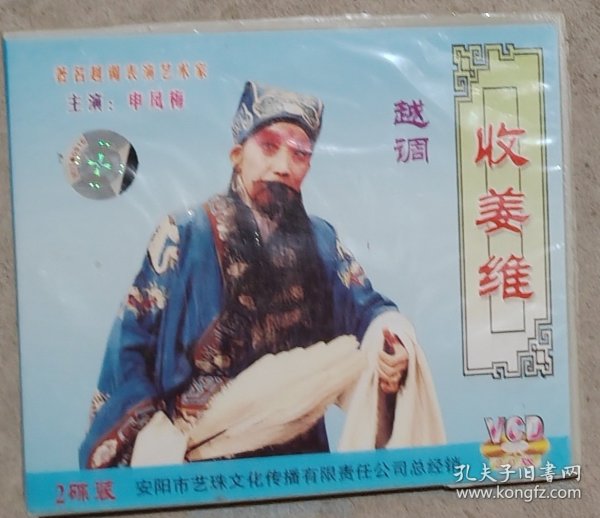 著名越调表演艺术家
主演：申凤梅
越调
收姜维
VCD
2碟装
安阳市艺珠文化传播有限责任公司总经销
孔夫子旧书网
www.kongfz.com